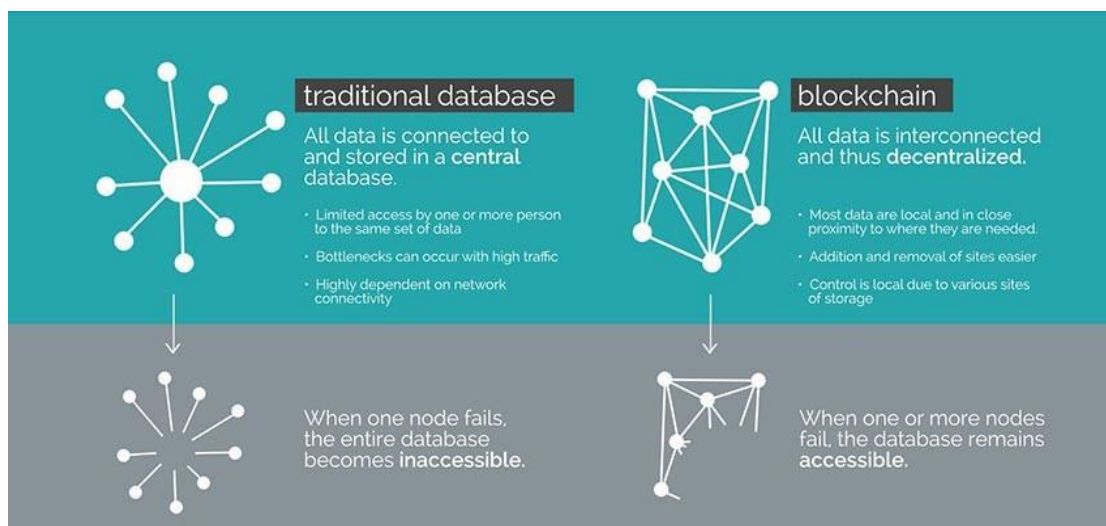 traditional database
All data is connected to
and stored in a central
database.
• Limited access by one or more person
to the same set of data
• Bottlenecks can occur with high traffic
• Highly dependent on network
connectivity
When one node fails,
the entire database
becomes inaccessible.
blockchain
All data is interconnected
and thus decentralized.
• Most data are local and in close
proximity to where they are needed.
• Addition and removal of sites easier
• Control is local due to various sites
of storage
When one or more nodes
fail, the database remains
accessible.